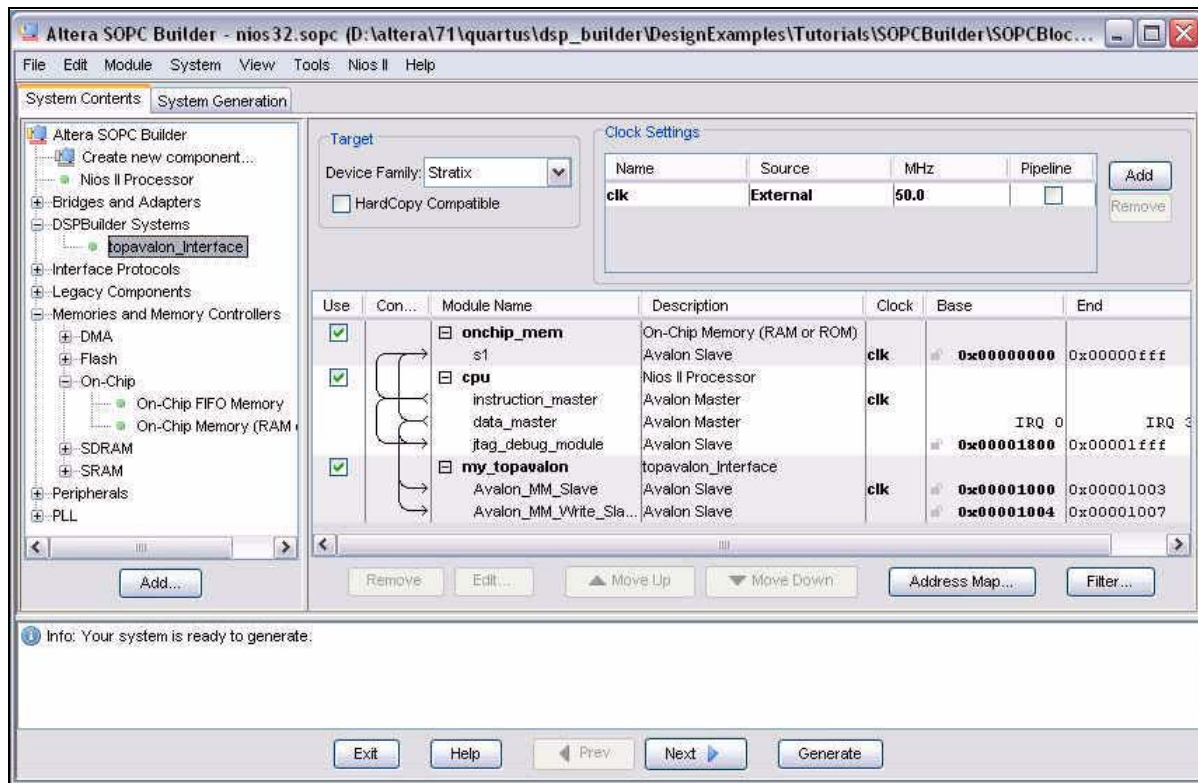 Altera SOPC Builder - nios32.sopc (D:\altera\71\quartus\dsp_builder\DesignExamples\Tutorials\SOPCBuilder\SOPCBloc...
File Edit Module System View Tools Nios II Help
System Contents System Generation
Altera SOPC Builder
Create new component...
Nios II Processor
Bridges and Adapters
DSPBuilder Systems
topavalon_Interface
Interface Protocols
Legacy Components
Memories and Memory Controllers
DMA
Flash
On-Chip
On-Chip FIFO Memory
On-Chip Memory (RAM
SDRAM
SRAM
Peripherals
PLL
Add...
Target
Device Family: Stratix
HardCopy Compatible
Clock Settings
Name Source MHz Pipeline
clk External 50.0
Add
Remove
Use Con... Module Name Description Clock Base End
onchip_mem On-Chip Memory (RAM or ROM)
s1 Avalon Slave clk 0x00000000 0x00000fff
cpu Nios II Processor
instruction_master Avalon Master clk
data_master Avalon Master IRQ 0 IRQ
jtag_debug_module Avalon Slave 0x00001800 0x00001fff
my_topavalon topavalon_Interface
Avalon_MM_Slave Avalon Slave clk 0x00001000 0x00001003
Avalon_MM_Write_Sla... Avalon Slave 0x00001004 0x00001007
Remove Edit... Move Up Move Down Address Map... Filter...
Info: Your system is ready to generate.
Exit Help Prev Next Generate